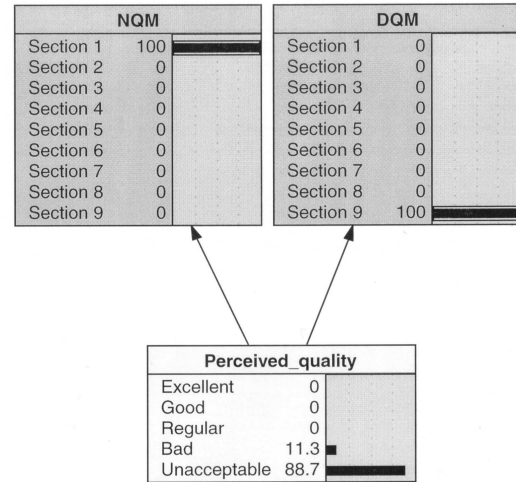 NQM
Section 1 100
Section 2 0
Section 3 0
Section 4 0
Section 5 0
Section 6 0
Section 7 0
Section 8 0
Section 9 0
DQM
Section 1 0
Section 2 0
Section 3 0
Section 4 0
Section 5 0
Section 6 0
Section 7 0
Section 8 0
Section 9 100
Perceived_quality
Excellent 0
Good 0
Regular 0
Bad 11.3
Unacceptable 88.7